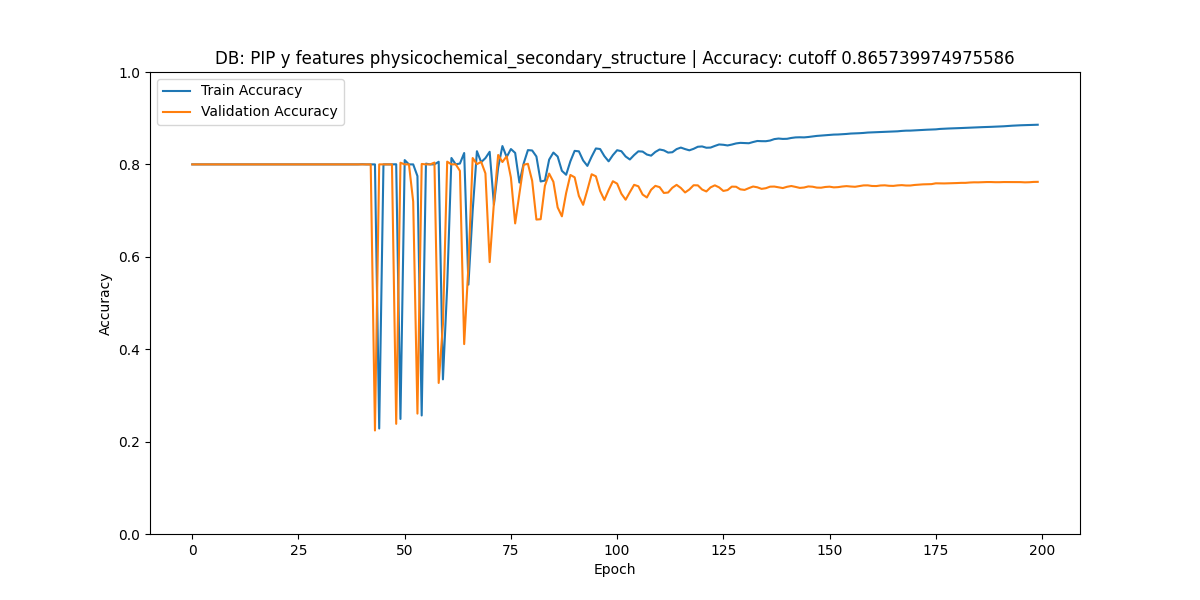 DB: PIP y features physicochemical_secondary_structure | Accuracy: cutoff 0.865739974975586
Train Accuracy
Validation Accuracy
Accuracy
1.0
0.8
0.6
0.4
0.2
0.0
0 25 50 75 100 125 150 175 200
Epoch